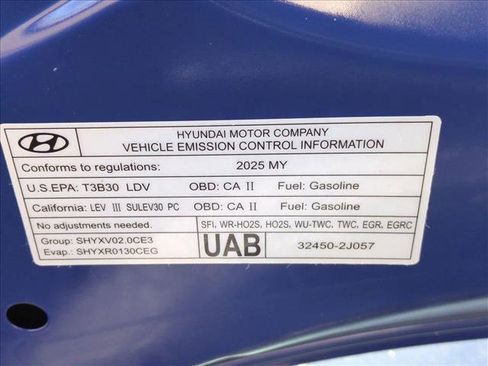 HYUNDAI MOTOR COMPANY
VEHICLE EMISSION CONTROL INFORMATION
Conforms to regulations: 2025 MY
U.S.EPA: T3B30 LDV OBD: CA II Fuel: Gasoline
California: LEV III SULEV30 PC OBD: CA II Fuel: Gasoline
No adjustments needed. SFI, WR-HO2S, HO2S, WU-TWC, TWC, EGR, EGRC
Group: SHYXV02.0CE3
Evap.: SHYXR0130CEG
UAB 32450-2J057